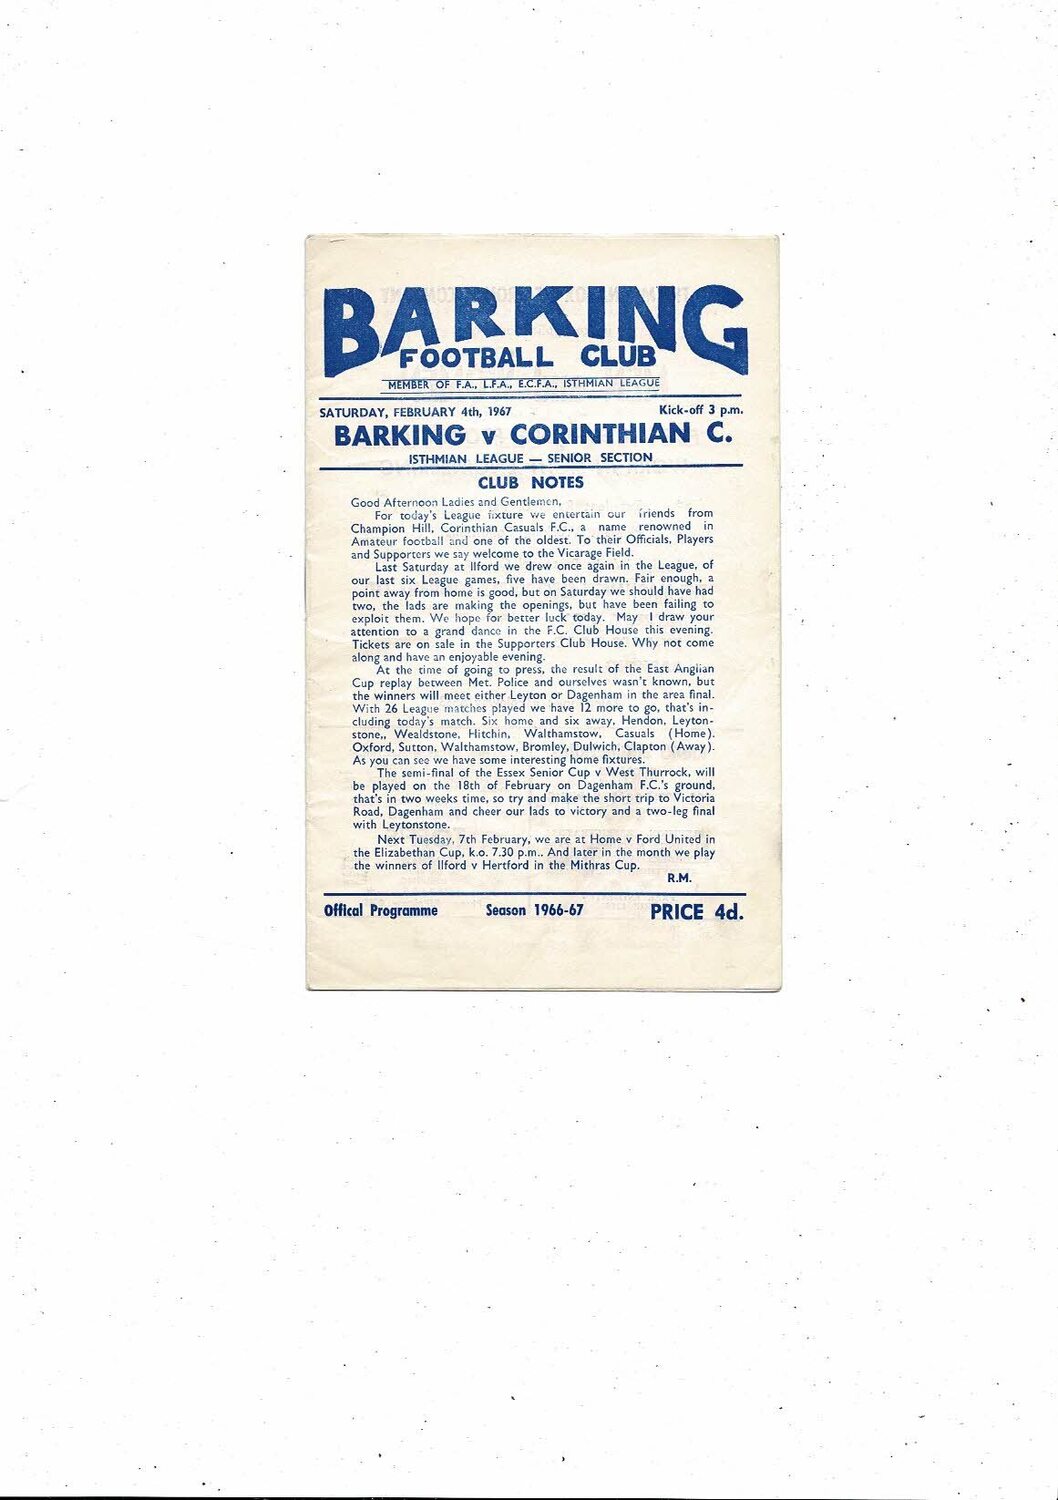 BARKING
FOOTBALL CLUB
MEMBER OF F.A., L.F.A., E.C.F.A., ISTHMIAN LEAGUE
SATURDAY, FEBRUARY 4th, 1967 Kick-off 3 p.m.
BARKING v CORINTHIAN C.
ISTHMIAN LEAGUE — SENIOR SECTION
CLUB NOTES
Good Afternoon Ladies and Gentlemen,
For today's League fixture we entertain our friends from
Champion Hill, Corinthian Casuals F.C., a name renowned in
Amateur football and one of the oldest. To their Officials, Players
and Supporters we say welcome to the Vicarage Field.
Last Saturday at Ilford we drew once again in the League, of
our last six League games, five have been drawn. Fair enough, a
point away from home is good, but on Saturday we should have had
two, the lads are making the openings, but have been failing to
exploit them. We hope for better luck today. May I draw your
attention to a grand dance in the F.C. Club House this evening.
Tickets are on sale in the Supporters Club House. Why not come
along and have an enjoyable evening.
At the time of going to press, the result of the East Anglian
Cup replay between Met. Police and ourselves wasn't known, but
the winners will meet either Leyton or Dagenham in the area final.
With 26 League matches played we have 12 more to go, that's in-
cluding today's match. Six home and six away, Hendon, Leyton-
stone,, Wealdstone, Hitchin, Walthamstow, Casuals (Home).
Oxford, Sutton, Walthamstow, Bromley, Dulwich, Clapton (Away).
As you can see we have some interesting home fixtures.
The semi-final of the Essex Senior Cup v West Thurrock, will
be played on the 18th of February on Dagenham F.C.'s ground,
that's in two weeks time, so try and make the short trip to Victoria
Road, Dagenham and cheer our lads to victory and a two-leg final
with Leytonstone.
Next Tuesday, 7th February, we are at Home v Ford United in
the Elizabethan Cup, k.o. 7.30 p.m.. And later in the month we play
the winners of Ilford v Hertford in the Mithras Cup.
R.M.
Offical Programme Season 1966-67 PRICE 4d.